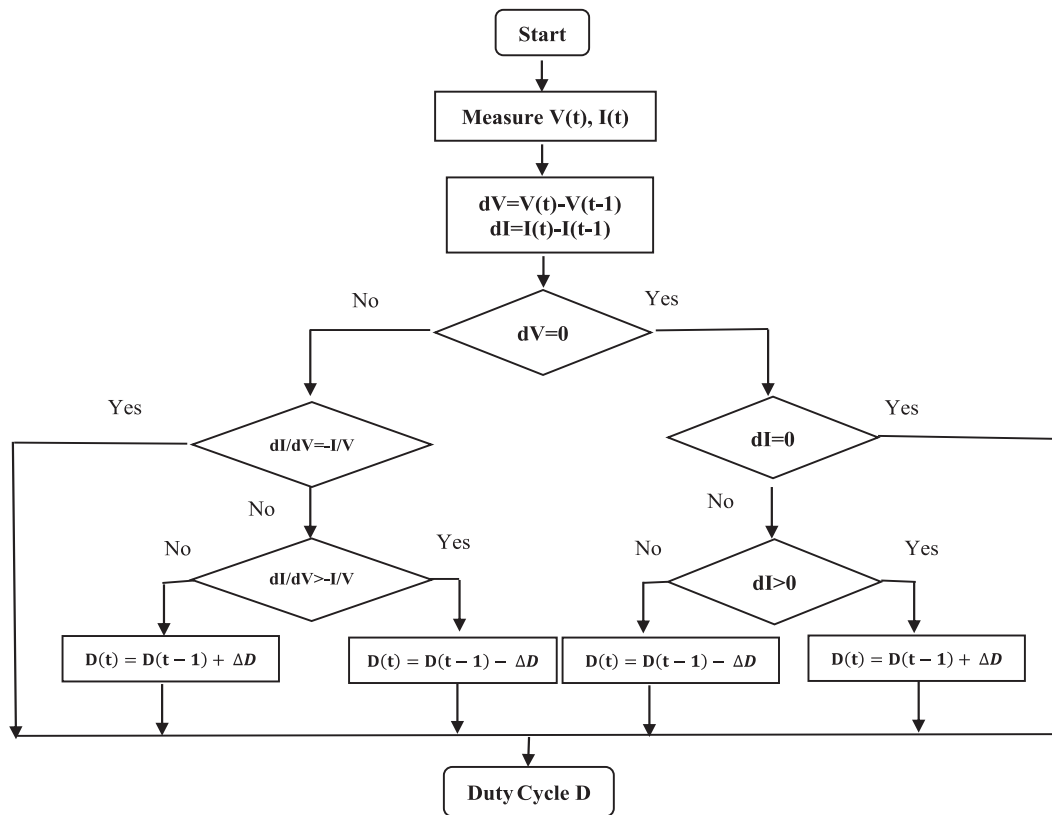 Start
Measure V(t), I(t)
dV=V(t)-V(t-1)
dI=I(t)-I(t-1)
No
Yes
dV=0
Yes
dI/dV=-I/V
dI=0
Yes
No
No
No
dI/dV>-I/V
Yes
No
dI>0
Yes
D(t) = D(t − 1) + ΔD
D(t) = D(t − 1) − ΔD
D(t) = D(t − 1) − ΔD
D(t) = D(t − 1) + ΔD
Duty Cycle D